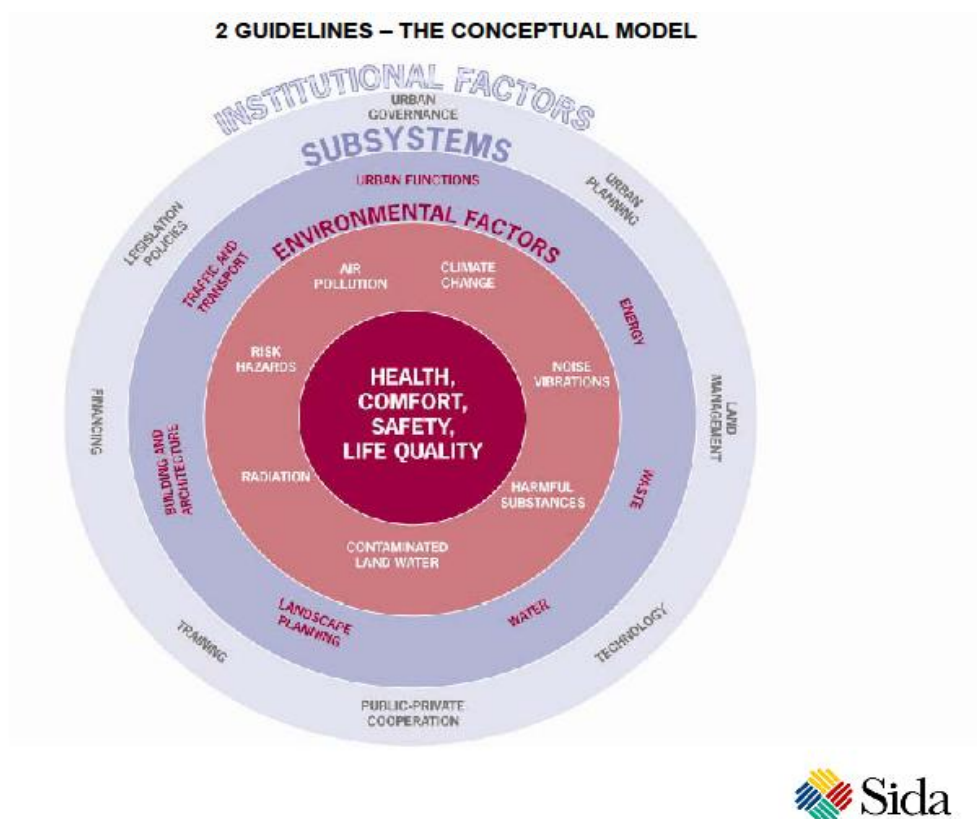 2 GUIDELINES – THE CONCEPTUAL MODEL
INSTITUTIONAL FACTORS
URBAN
GOVERNANCE
URBAN
PLANNING
LAND
MANAGEMENT
TECHNOLOGY
PUBLIC-PRIVATE
COOPERATION
TRAINING
FINANCING
LEGISLATION
POLICIES
SUBSYSTEMS
URBAN FUNCTIONS
ENERGY
WASTE
WATER
LANDSCAPE
PLANNING
BUILDING AND
ARCHITECTURE
TRAFFIC AND
TRANSPORT
ENVIRONMENTAL FACTORS
AIR
POLLUTION
CLIMATE
CHANGE
NOISE
VIBRATIONS
HARMFUL
SUBSTANCES
CONTAMINATED
LAND WATER
RADIATION
RISK
HAZARDS
HEALTH,
COMFORT,
SAFETY,
LIFE QUALITY
Sida